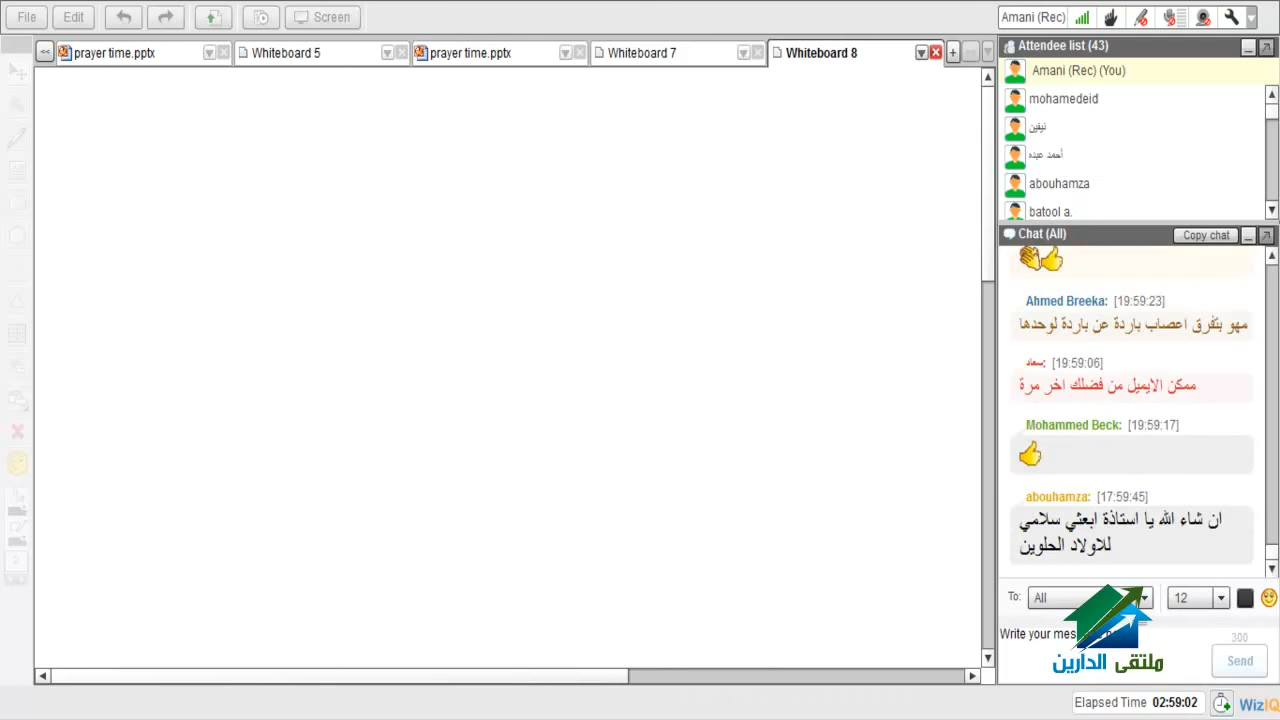 File
Edit
Screen
Amani (Rec)
<<
prayer time.pptx
Whiteboard 5
prayer time.pptx
Whiteboard 7
Whiteboard 8
Attendee list (43)
Amani (Rec) (You)
mohamedeid
نيفين
أحمد عبده
abouhamza
batool a.
Chat (All)
Copy chat
Ahmed Breeka: [19:59:23]
مهو بتفرق اعصاب باردة عن باردة لوحدها
سعاد: [19:59:06]
ممكن الايميل من فضلك اخر مرة
Mohammed Beck: [19:59:17]
abouhamza: [17:59:45]
ان شاء الله يا استاذة ابعثي سلامي
للاولاد الحلوين
To:
All
12
Write your
300
ملتقى الدارين
Send
Elapsed Time 02:59:02
WizIQ